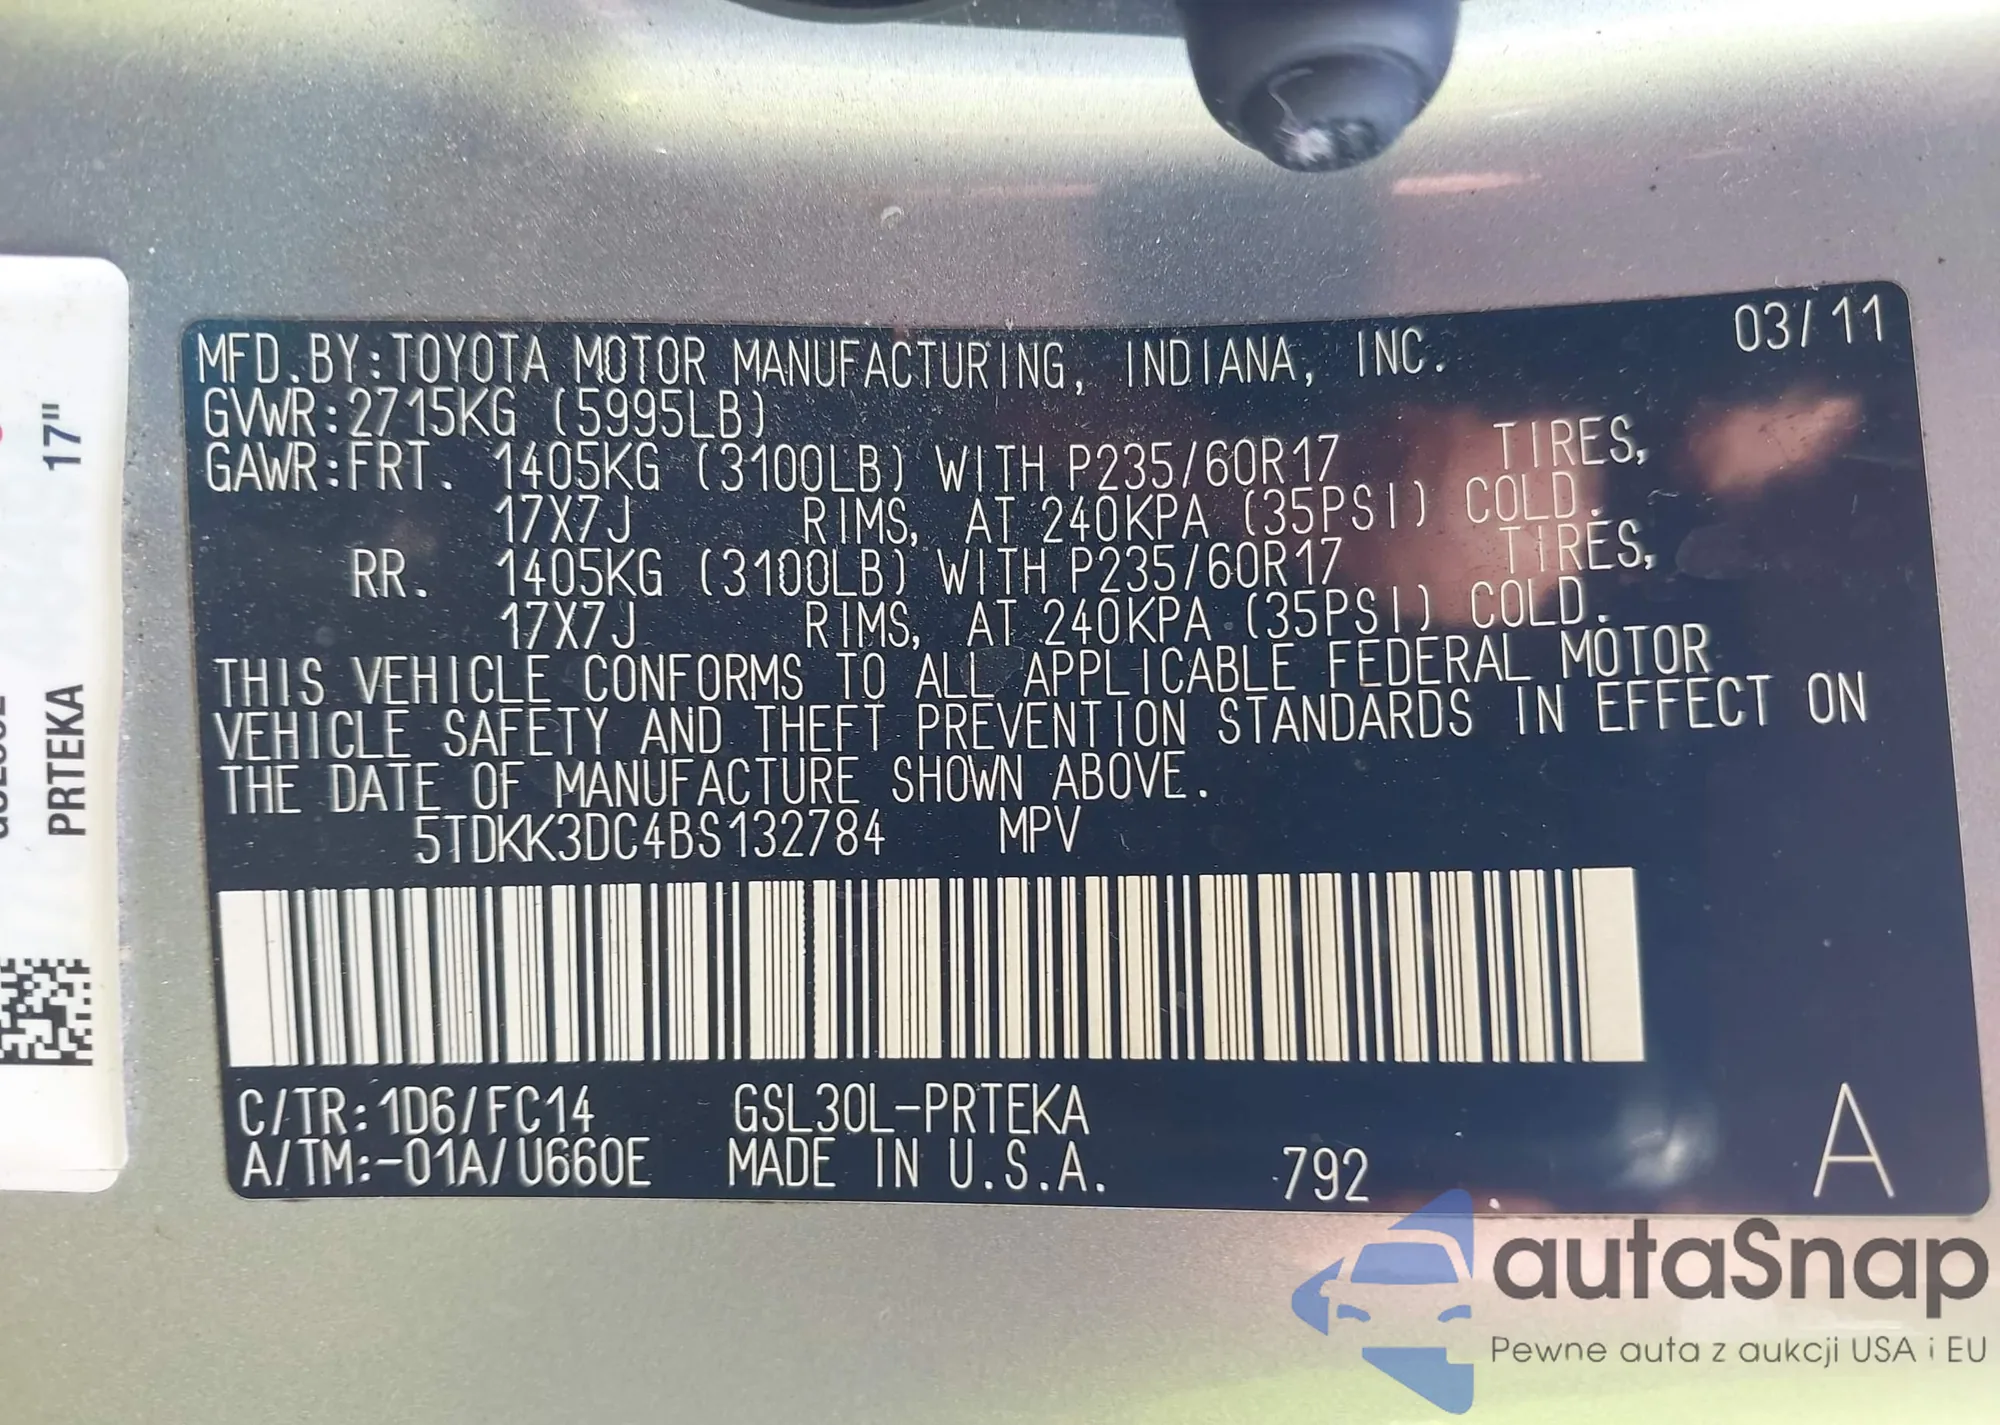 MFD.BY:TOYOTA MOTOR MANUFACTURING, INDIANA, INC. 03/11
GVWR:2715KG (5995LB)
GAWR:FRT. 1405KG (3100LB) WITH P235/60R17 TIRES,
17X7J RIMS, AT 240KPA (35PSI) COLD.
RR. 1405KG (3100LB) WITH P235/60R17 TIRES,
17X7J RIMS, AT 240KPA (35PSI) COLD.
THIS VEHICLE CONFORMS TO ALL APPLICABLE FEDERAL MOTOR
VEHICLE SAFETY AND THEFT PREVENTION STANDARDS IN EFFECT ON
THE DATE OF MANUFACTURE SHOWN ABOVE.
5TDKK3DC4BS132784 MPV
C/TR:1D6/FC14 GSL30L-PRTEKA
A/TM:-01A/U660E MADE IN U.S.A. 792 A
17"
PRTEKA
autaSnap
Pewne auta z aukcji USA i EU